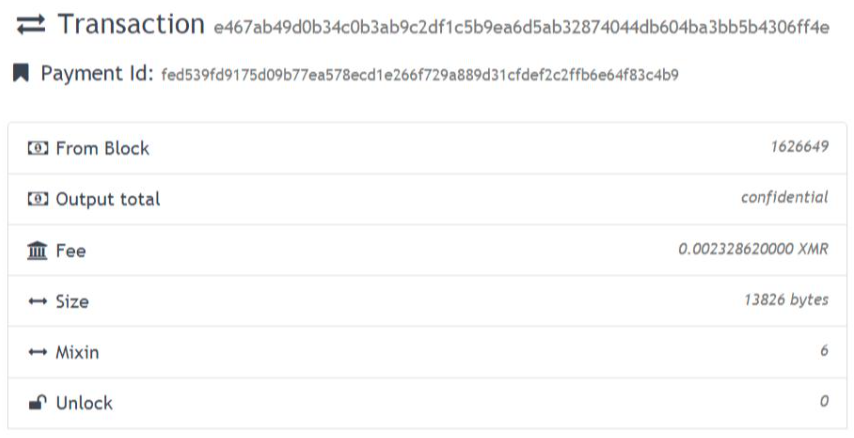 Transaction e467ab49d0b34c0b3ab9c2df1c5b9ea6d5ab32874044db604ba3bb5b4306ff4e
Payment Id: fed539fd9175d09b77ea578ecd1e266f729a889d31cfdef2c2ffb6e64f83c4b9
From Block 1626649
Output total confidential
Fee 0.002328620000 XMR
Size 13826 bytes
Mixin 6
Unlock 0